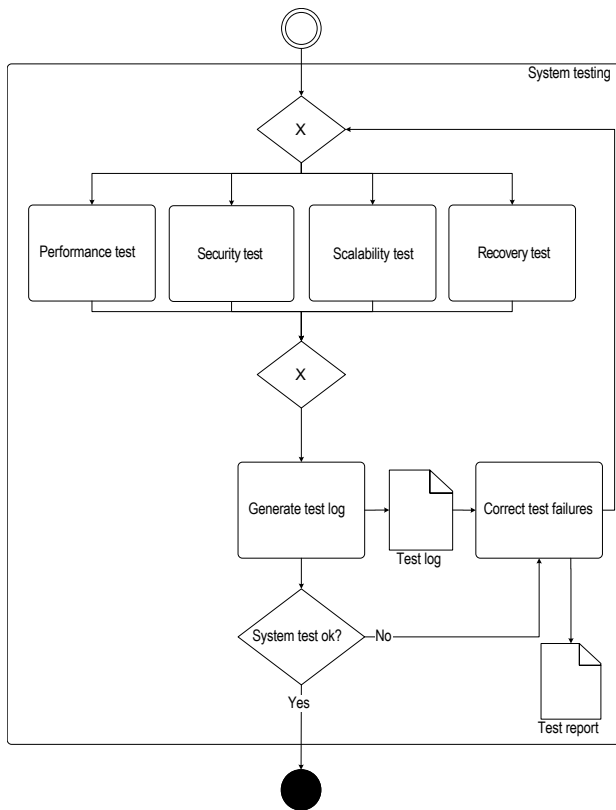 System testing
X
Performance test
Security test
Scalability test
Recovery test
X
Generate test log
Correct test failures
Test log
System test ok?
No
Yes
Test report